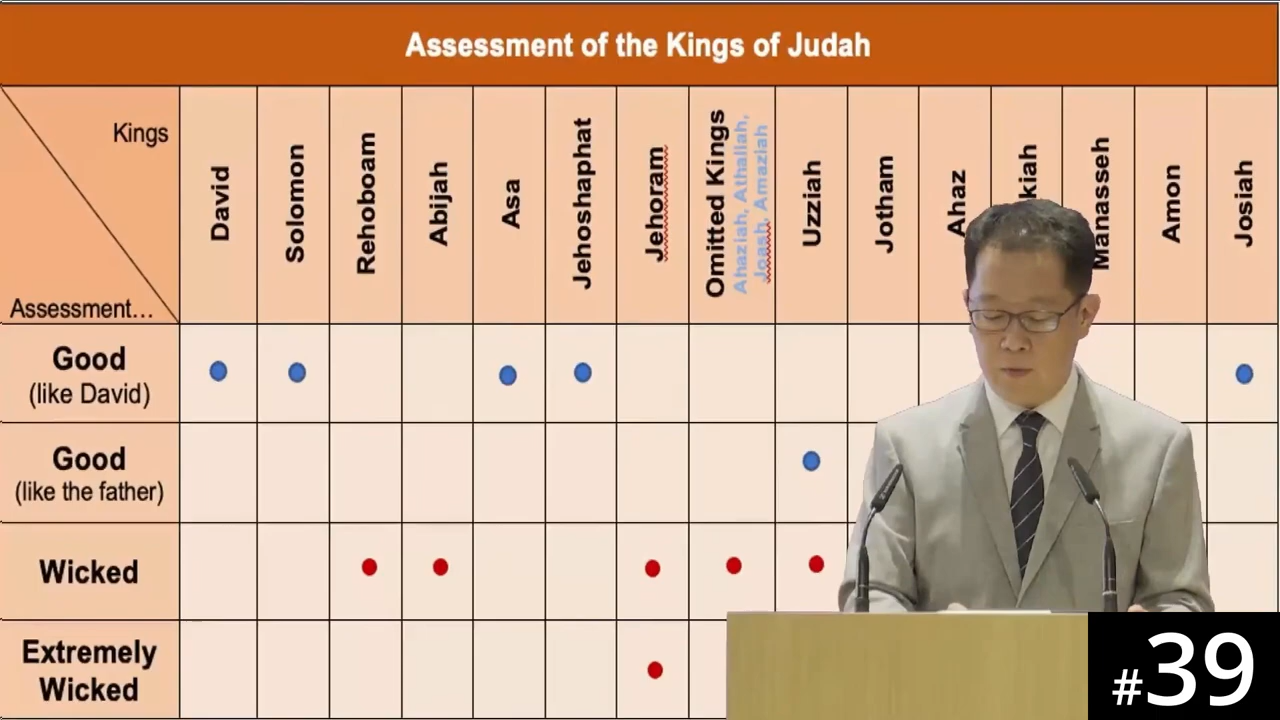 Assessment of the Kings of Judah
Kings
Assessment…
David
Solomon
Rehoboam
Abijah
Asa
Jehoshaphat
Jehoram
Omitted Kings
Ahaziah, Athaliah,
Joash, Amaziah
Uzziah
Jotham
Ahaz
kiah
Manasseh
Amon
Josiah
Good
(like David)
Good
(like the father)
Wicked
Extremely
Wicked
#39